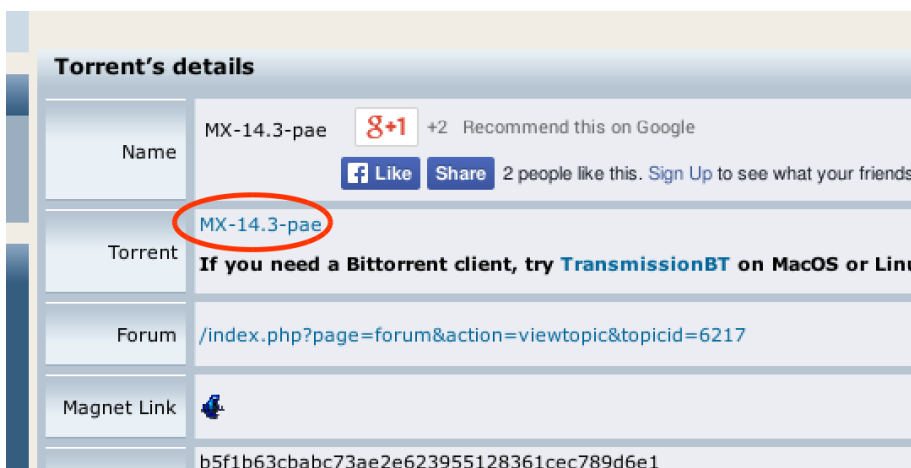 Torrent's details
Name
MX-14.3-pae
g+1 +2 Recommend this on Google
Like Share 2 people like this. Sign Up to see what your friends
Torrent
MX-14.3-pae
If you need a Bittorrent client, try TransmissionBT on MacOS or Linu
Forum
/index.php?page=forum&action=viewtopic&topicid=6217
Magnet Link
b5f1b63cbabc73ae2e623955128361cec789d6e1